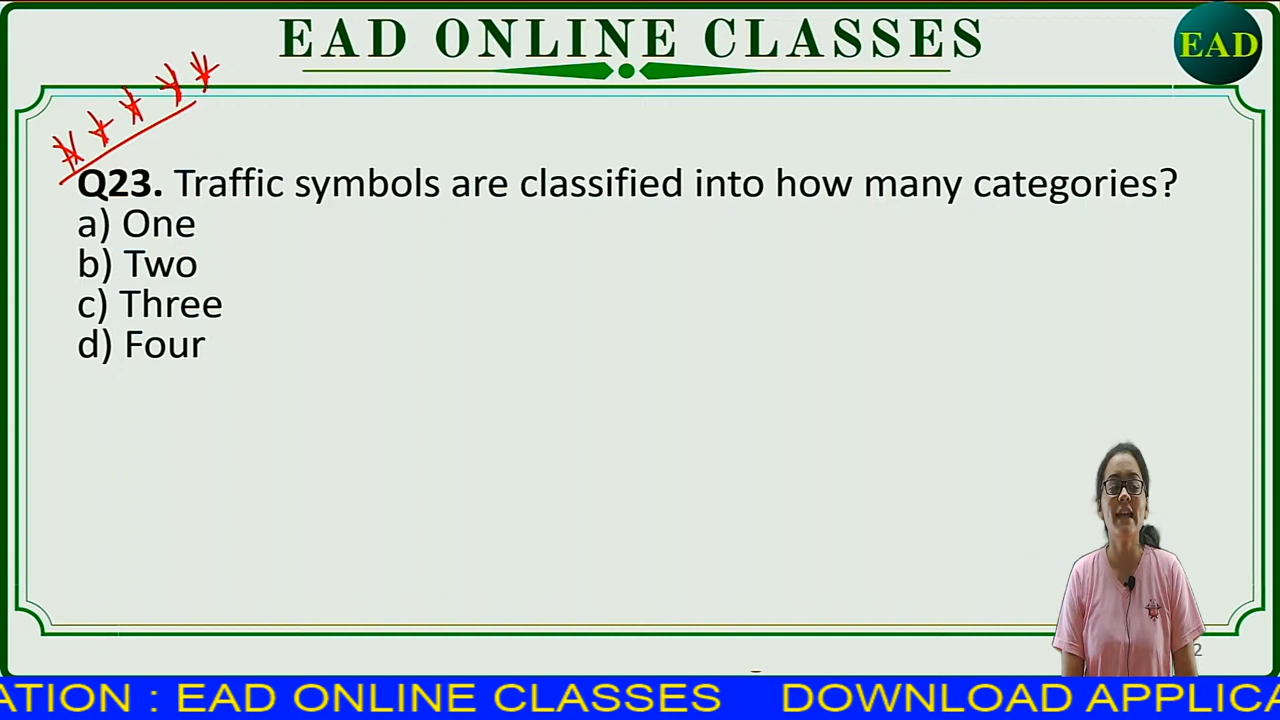 EAD ONLINE CLASSES
EAD
Q23. Traffic symbols are classified into how many categories?
a) One
b) Two
c) Three
d) Four
2
ATION : EAD ONLINE CLASSES DOWNLOAD APPLICA